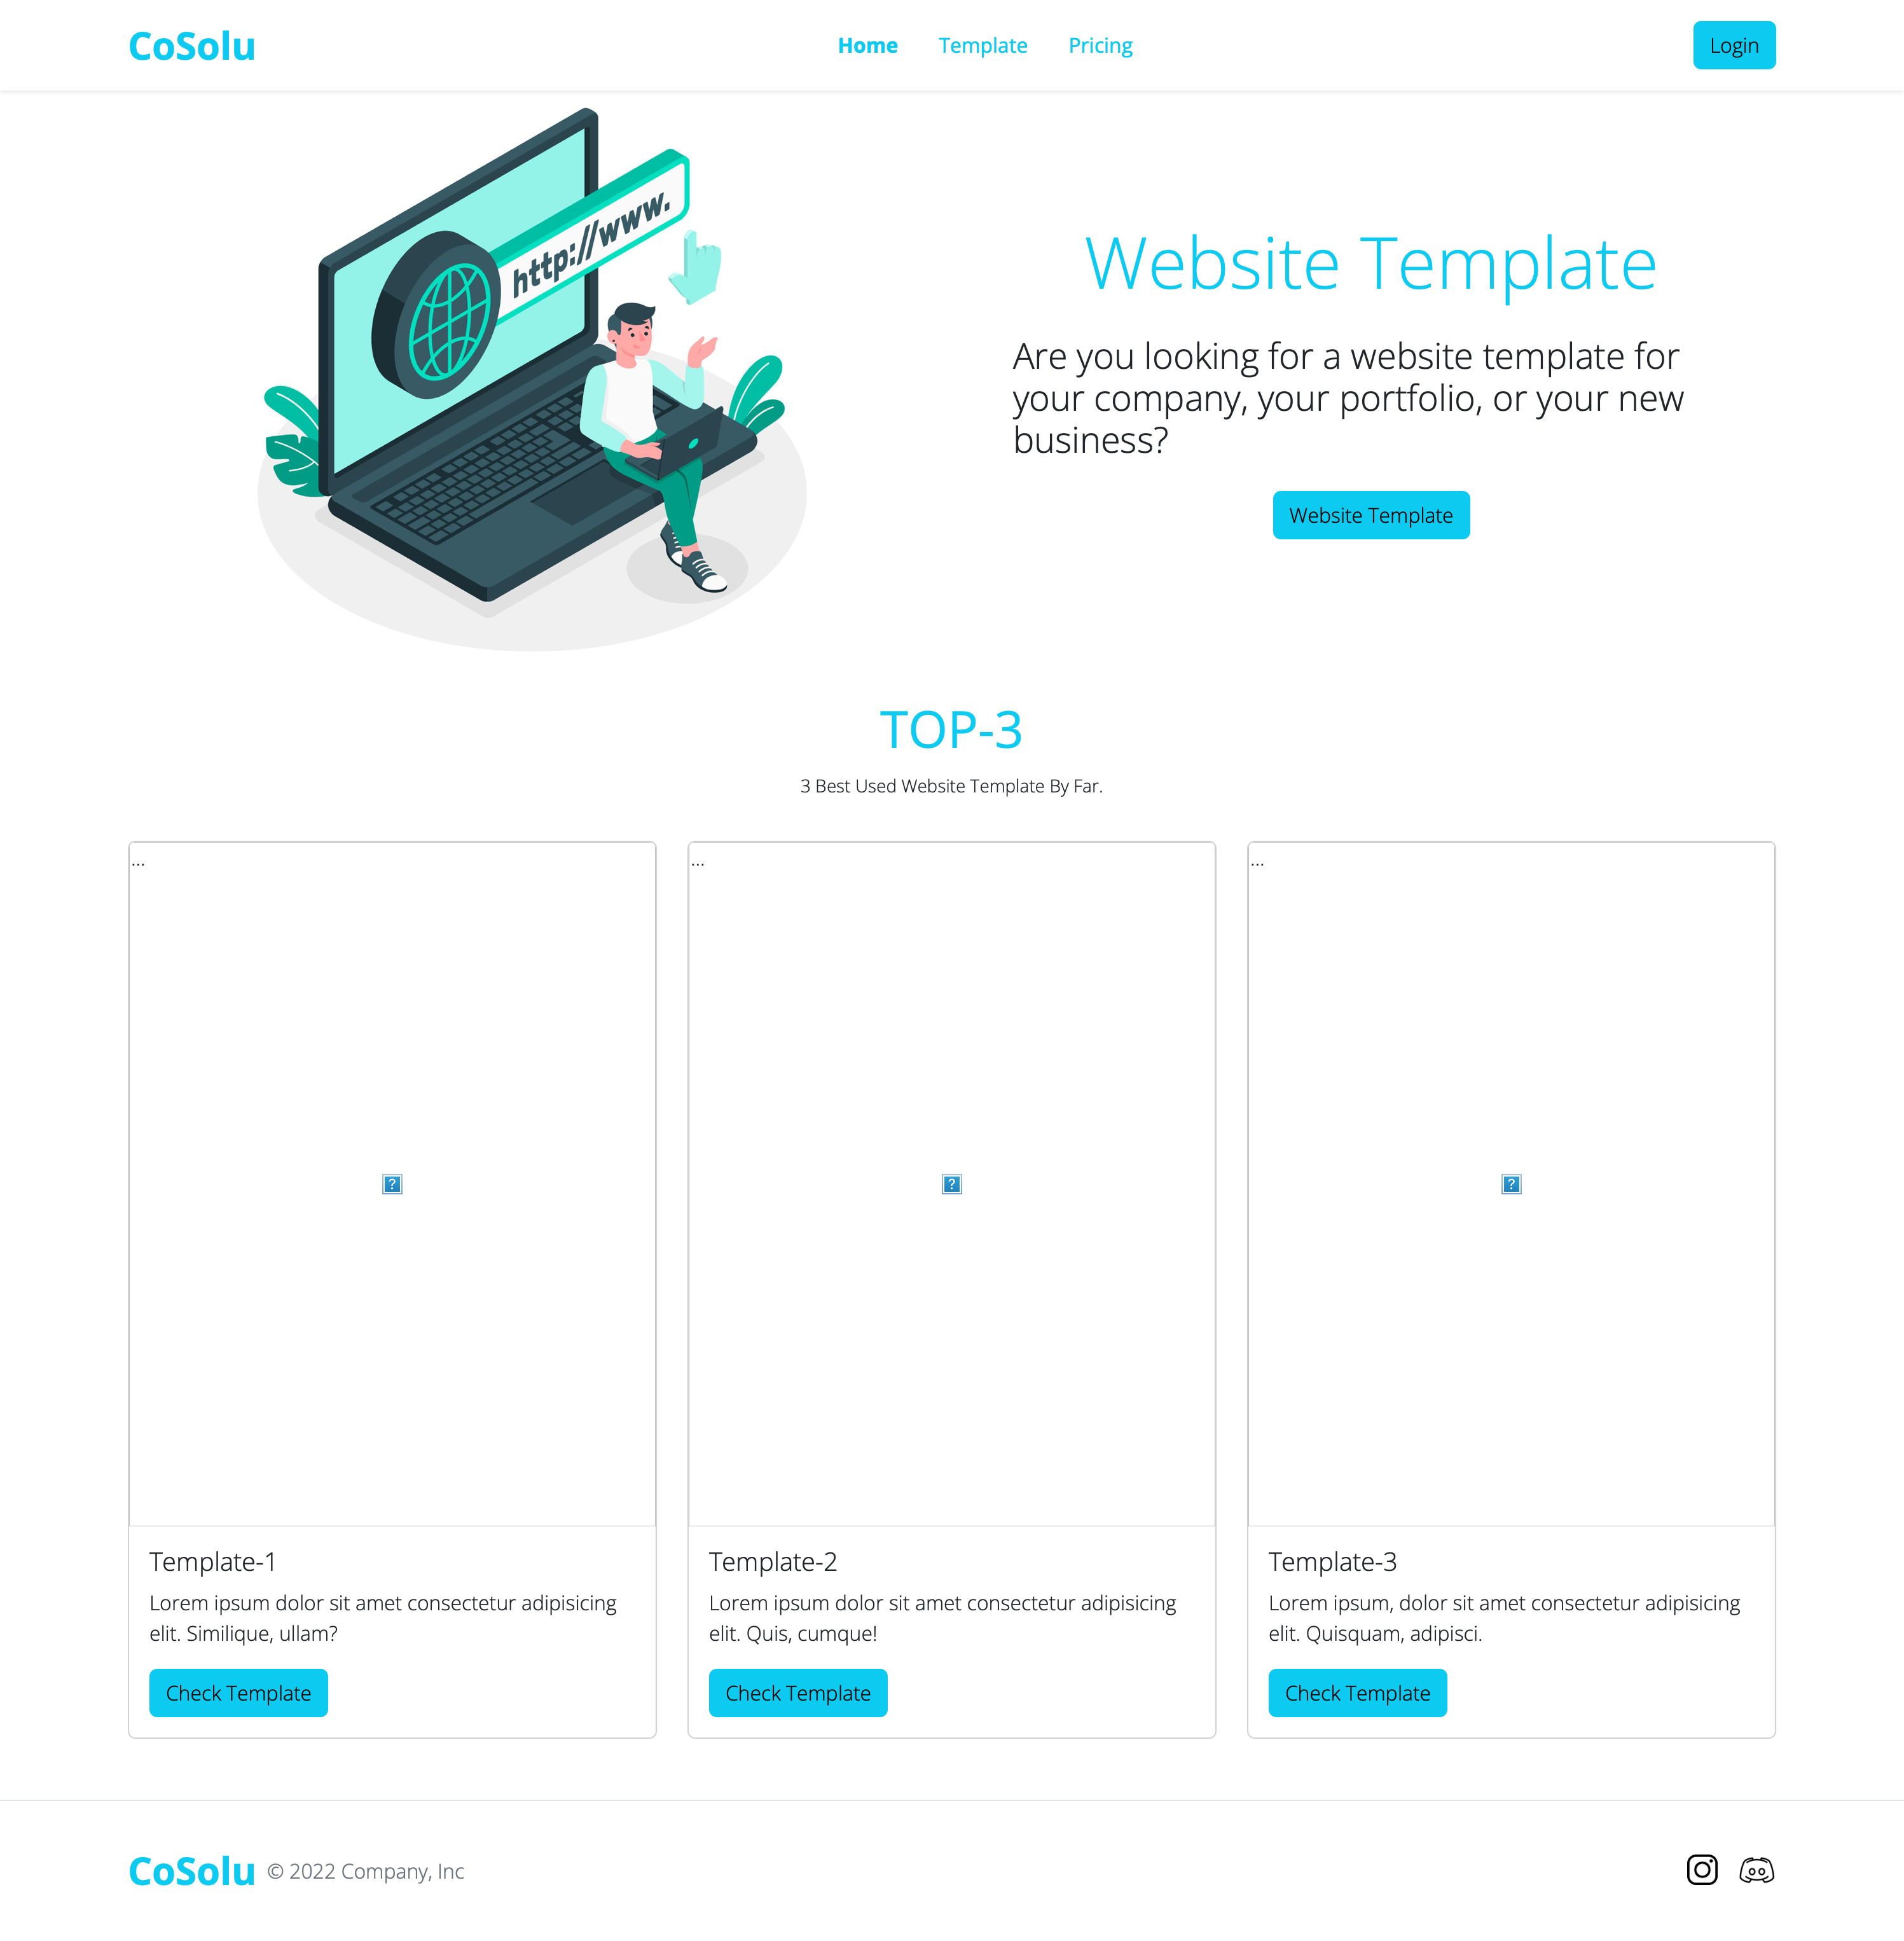 CoSolu
Home
Template
Pricing
Login
http://www.
Website Template
Are you looking for a website template for
your company, your portfolio, or your new
business?
Website Template
TOP-3
3 Best Used Website Template By Far.
...
...
...
Template-1
Lorem ipsum dolor sit amet consectetur adipisicing
elit. Similique, ullam?
Check Template
Template-2
Lorem ipsum dolor sit amet consectetur adipisicing
elit. Quis, cumque!
Check Template
Template-3
Lorem ipsum, dolor sit amet consectetur adipisicing
elit. Quisquam, adipisci.
Check Template
CoSolu © 2022 Company, Inc